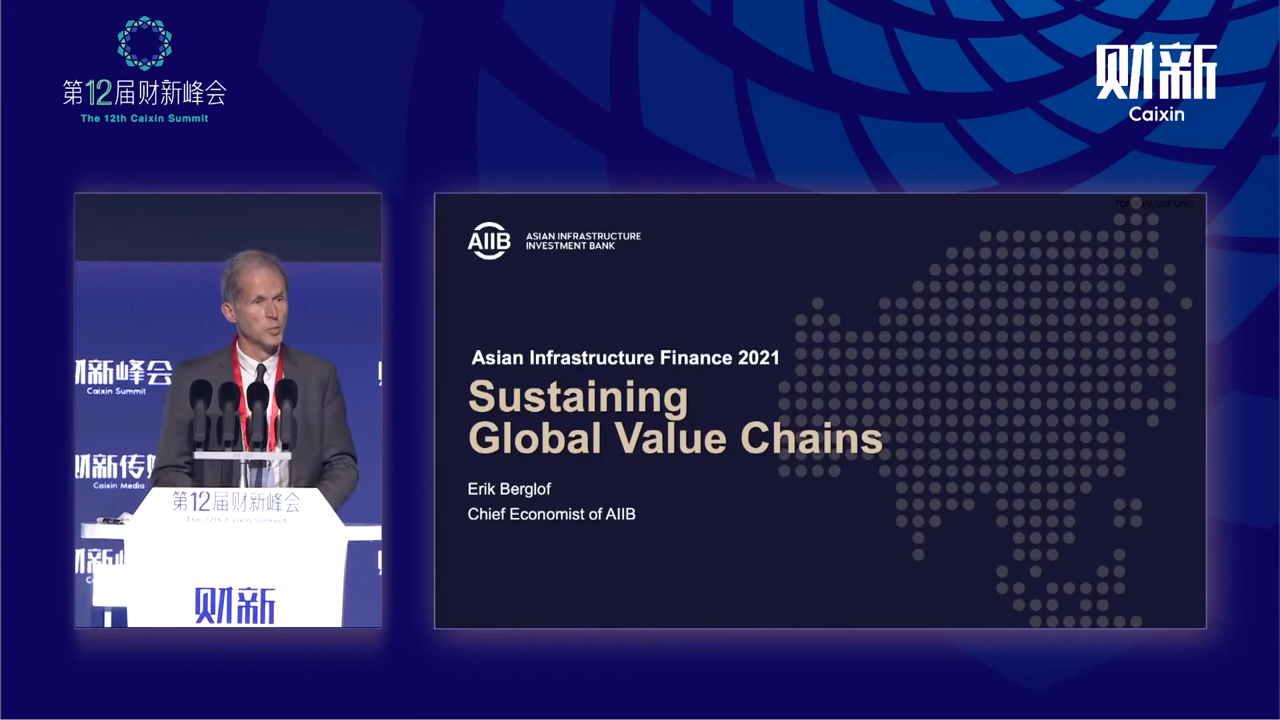 第12届财新峰会
The 12th Caixin Summit
财新
Caixin
财新峰会
Caixin Summit
财新传
Caixin Media
第12届财新峰会
The 12th Caixin Summit
财新
AIIB
ASIAN INFRASTRUCTURE
INVESTMENT BANK
Asian Infrastructure Finance 2021
Sustaining
Global Value Chains
Erik Berglof
Chief Economist of AIIB